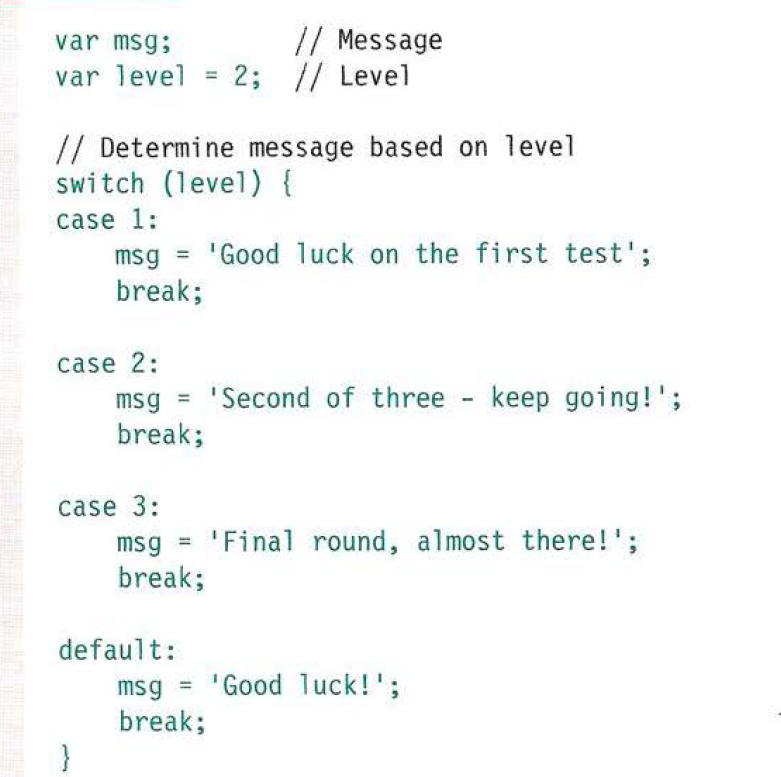 var msg;         // Message
var level = 2;  // Level
// Determine message based on level
switch (level) {
case 1:
    msg = 'Good luck on the first test';
    break;
case 2:
    msg = 'Second of three - keep going!';
    break;
case 3:
    msg = 'Final round, almost there!';
    break;
default:
    msg = 'Good luck!';
    break;
}